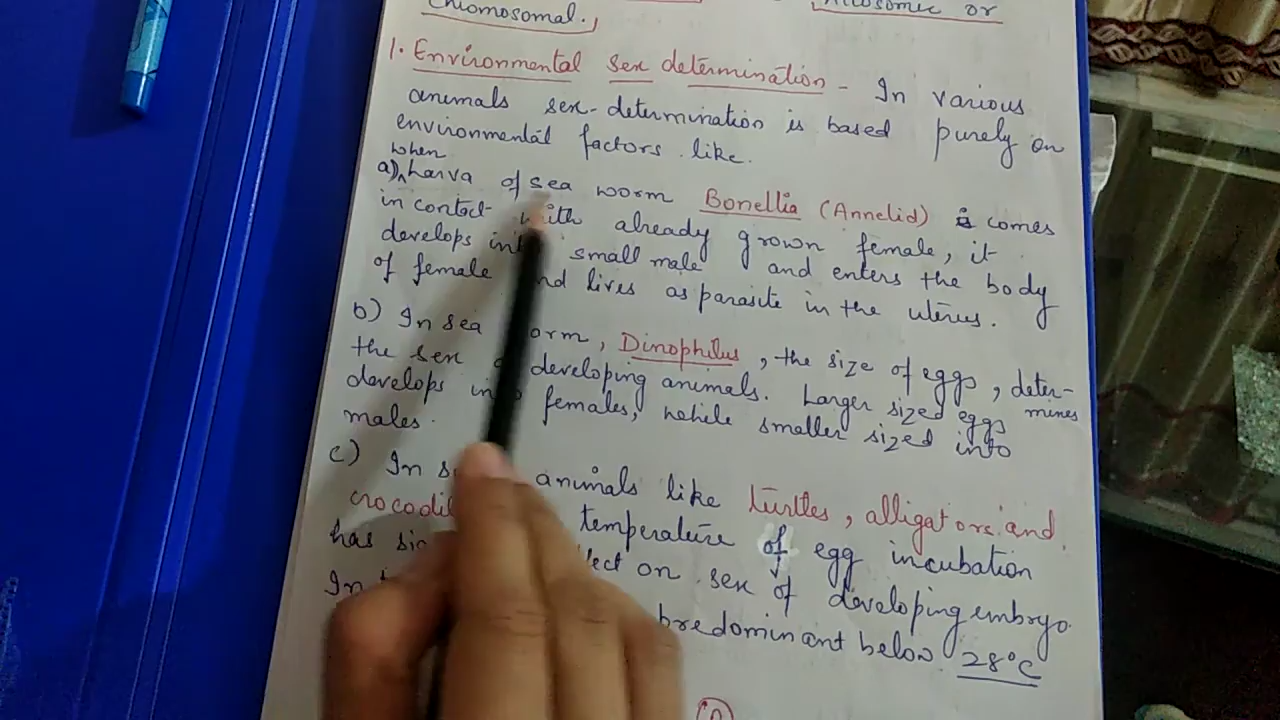 Chromosomal. or
1. Environmental sex determination - In various
animals sex-determination is based purely on
environmental factors like.
when
a) Larva of sea worm Bonellia (Annelid) comes
in contact with already grown female, it
develops into small male and enters the body
of female and lives as parasite in the uterus.
b) In sea worm, Dinophilus, the size of eggs, deter-
mines
the sex developing animals. Larger sized eggs
develops into females, while smaller sized into
males.
c) In animals like turtles, alligators and
temperature of egg incubation
has on sex of developing embryo.
In predominant below 28°C